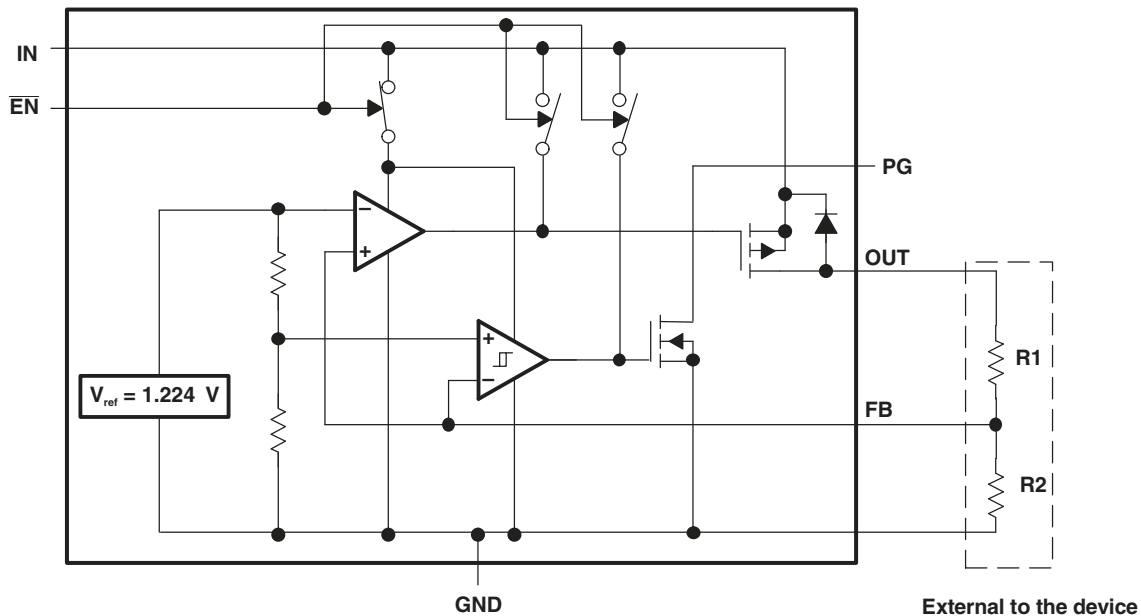 IN
EN
PG
OUT
− 
+
+
−
R1
V_ref = 1.224 V
FB
R2
GND
External to the device